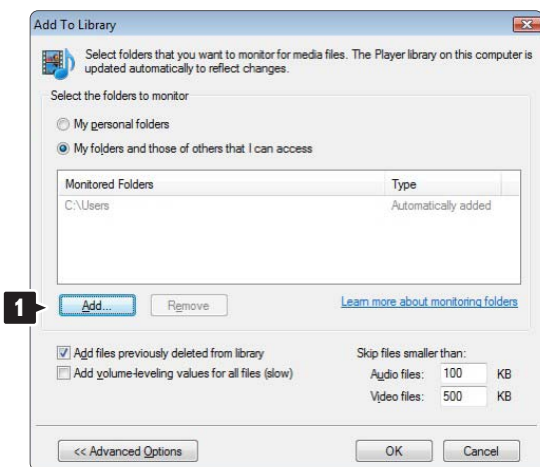 Add To Library
Select folders that you want to monitor for media files. The Player library on this computer is
updated automatically to reflect changes.
Select the folders to monitor
My personal folders
My folders and those of others that I can access
Monitored Folders Type
C:\Users Automatically added
1
Add... Remove Learn more about monitoring folders
Add files previously deleted from library Skip files smaller than:
Add volume-leveling values for all files (slow) Audio files: 100 KB
Video files: 500 KB
<< Advanced Options OK Cancel